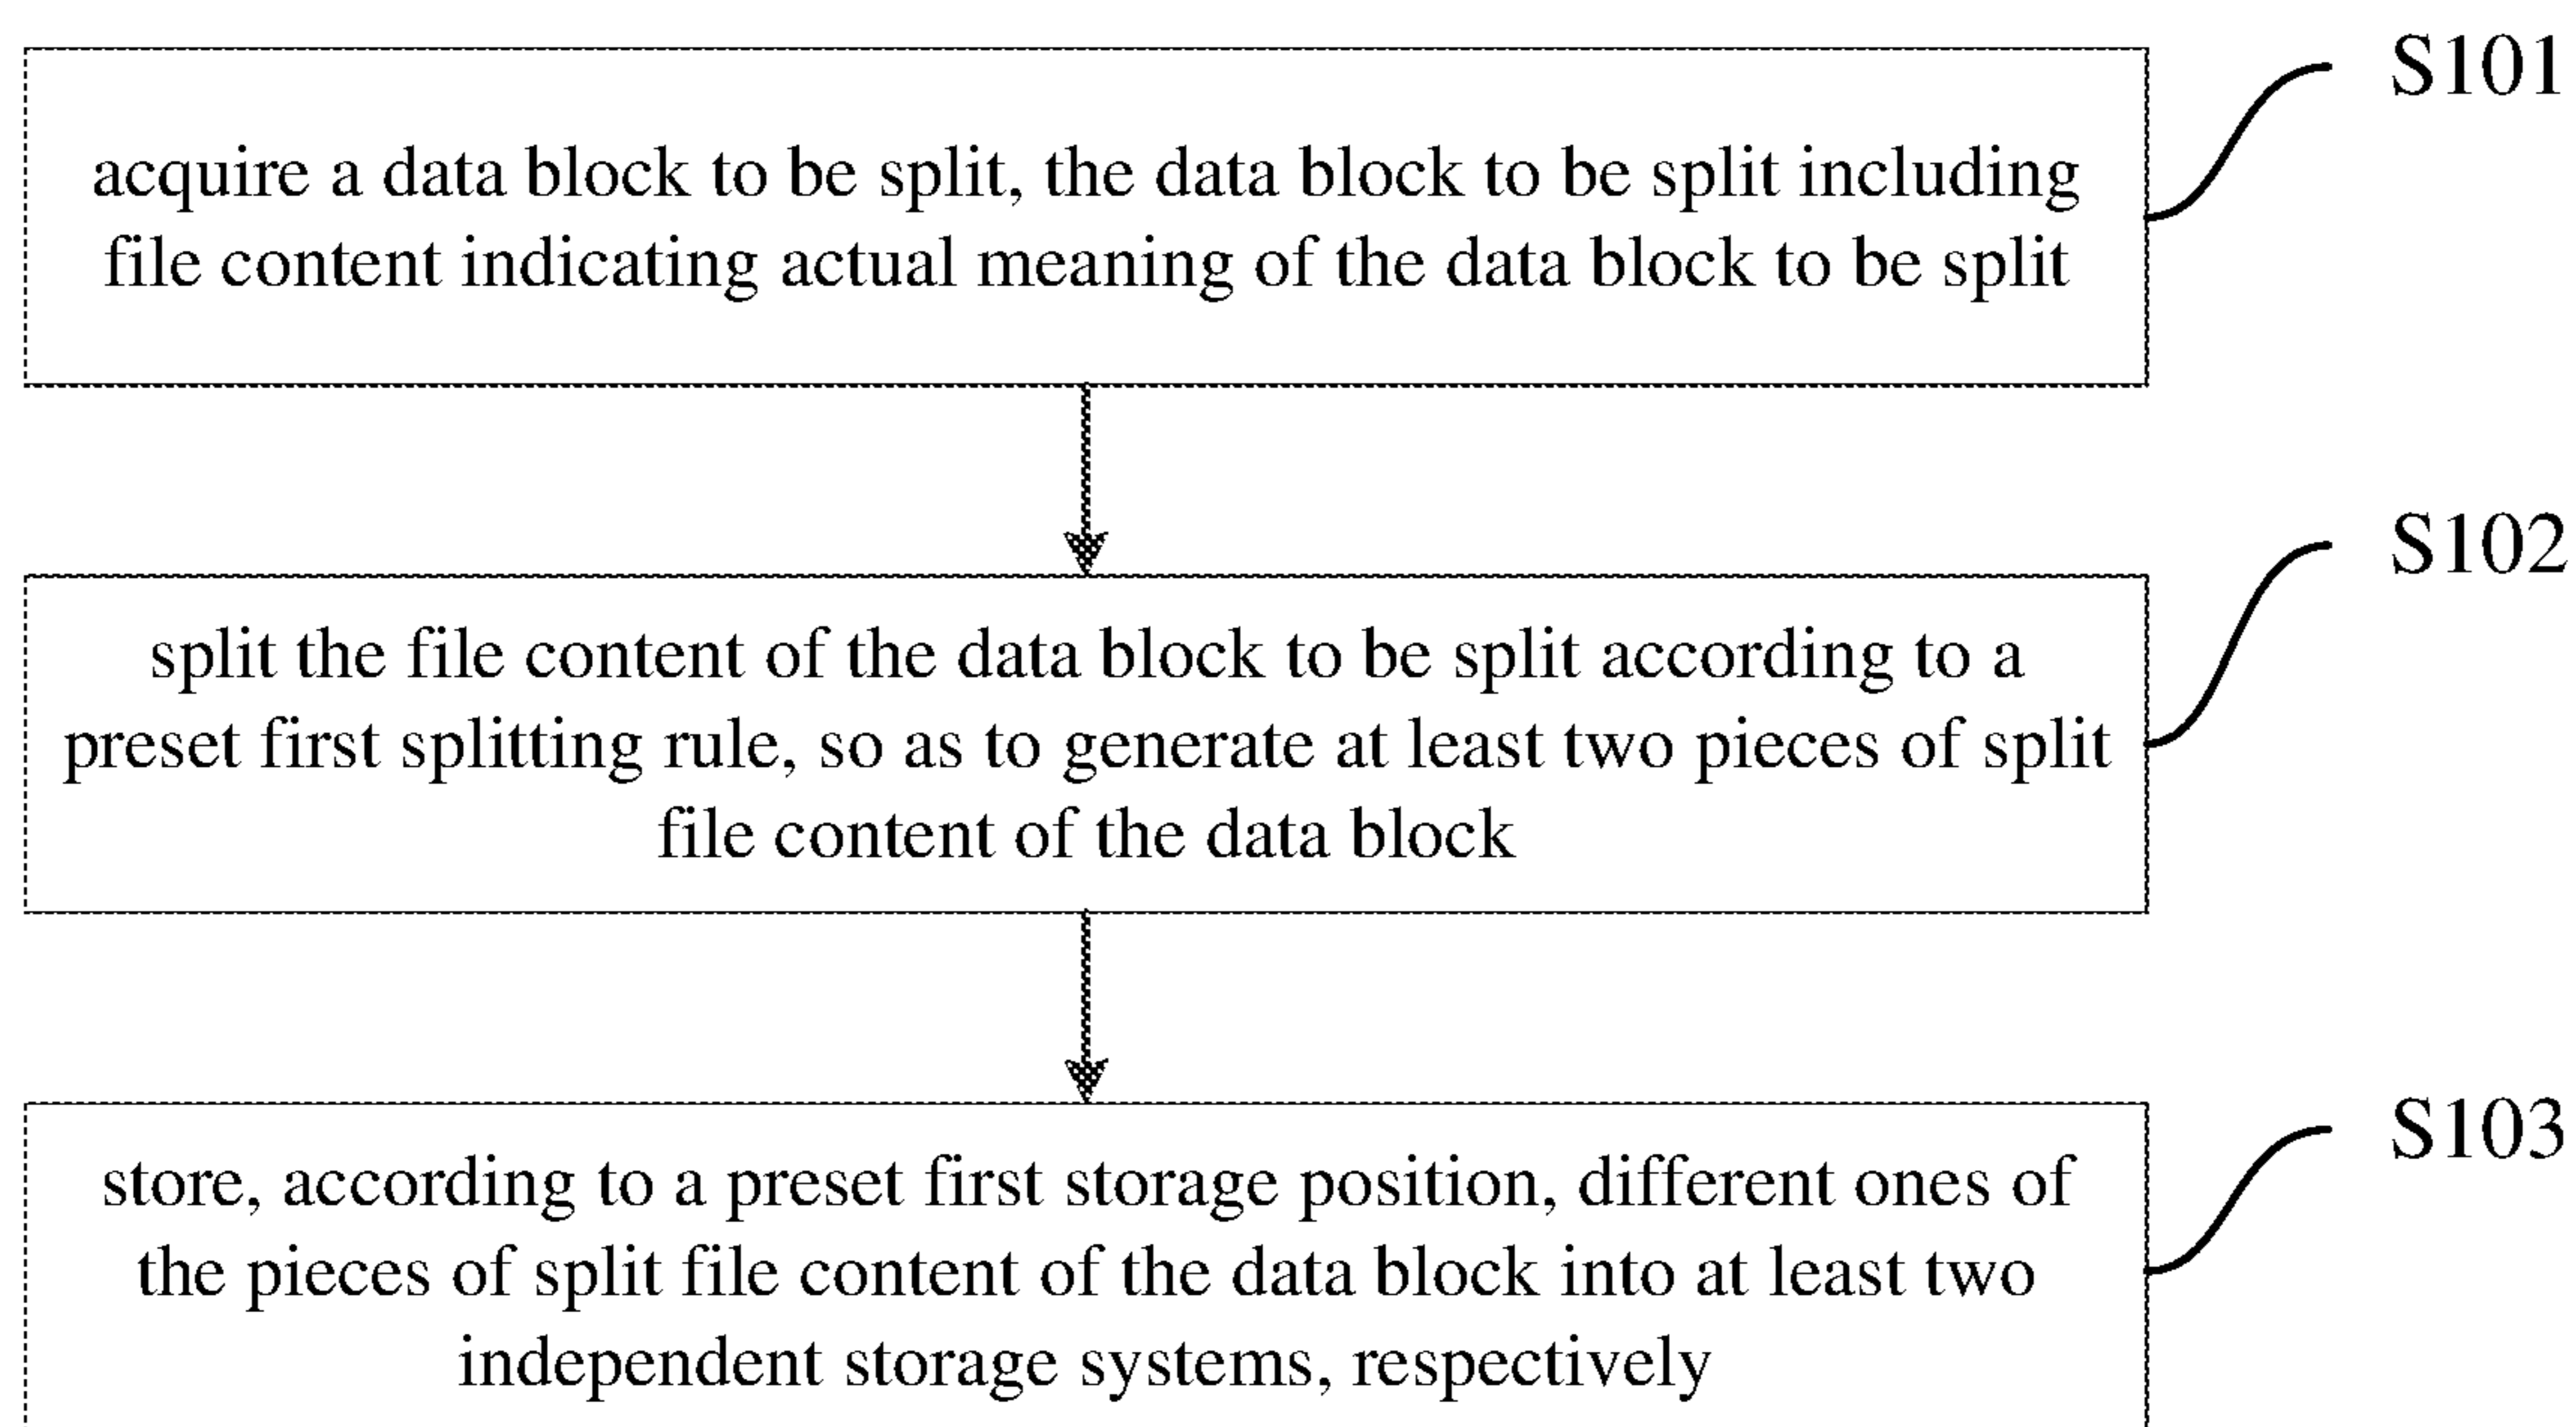 S101
acquire a data block to be split, the data block to be split including
file content indicating actual meaning of the data block to be split
S102
split the file content of the data block to be split according to a
preset first splitting rule, so as to generate at least two pieces of split
file content of the data block
S103
store, according to a preset first storage position, different ones of
the pieces of split file content of the data block into at least two
independent storage systems, respectively